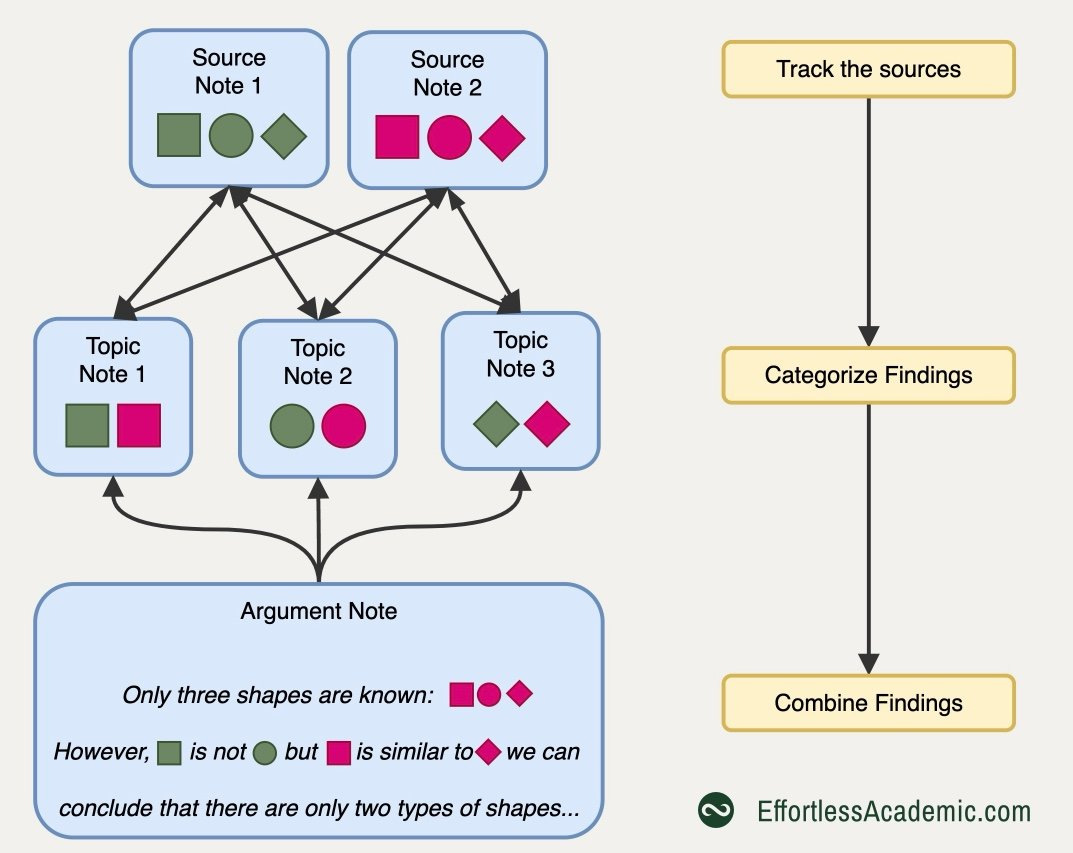 Source
Note 1
Source
Note 2
Track the sources
Topic
Note 1
Topic
Note 2
Topic
Note 3
Categorize Findings
Argument Note
Only three shapes are known:
However, is not but is similar to we can
conclude that there are only two types of shapes...
Combine Findings
EffortlessAcademic.com